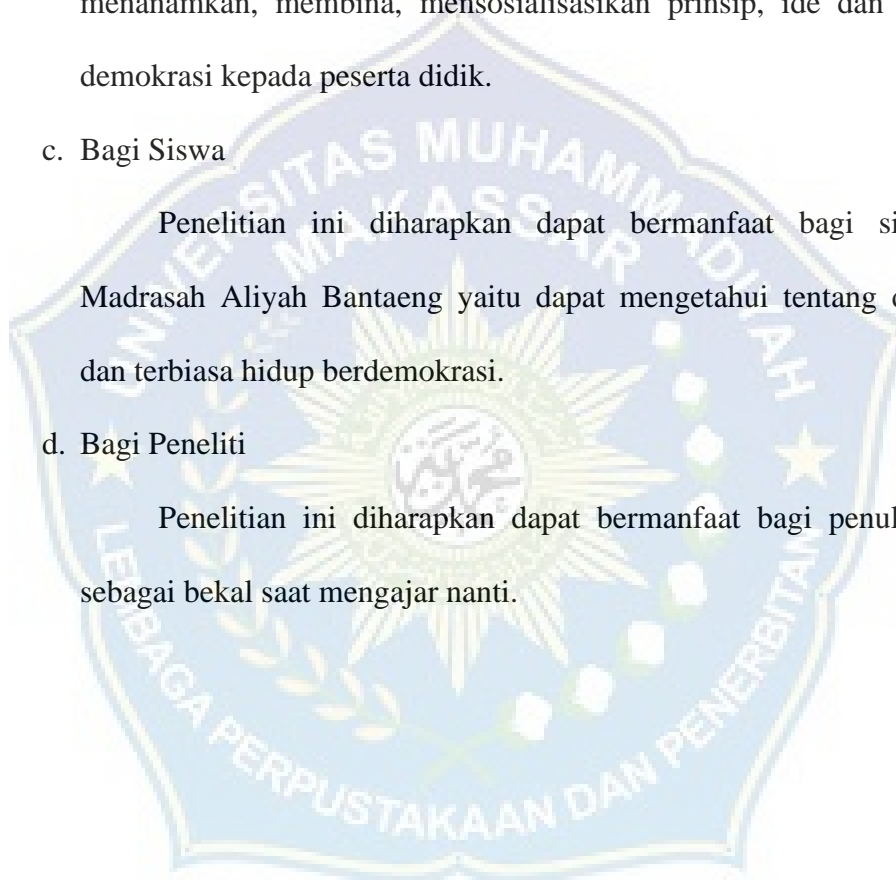 menanamkan, membina, mensosialisasikan prinsip, ide dan
demokrasi kepada peserta didik.
c. Bagi Siswa
Penelitian ini diharapkan dapat bermanfaat bagi
Madrasah Aliyah Bantaeng yaitu dapat mengetahui tentang
dan terbiasa hidup berdemokrasi.
d. Bagi Peneliti
Penelitian ini diharapkan dapat bermanfaat bagi
sebagai bekal saat mengajar nanti.
UNIVERSITAS MUHAMMADIYAH
MAKASSAR
LEMBAGA PERPUSTAKAAN DAN PENERBITAN